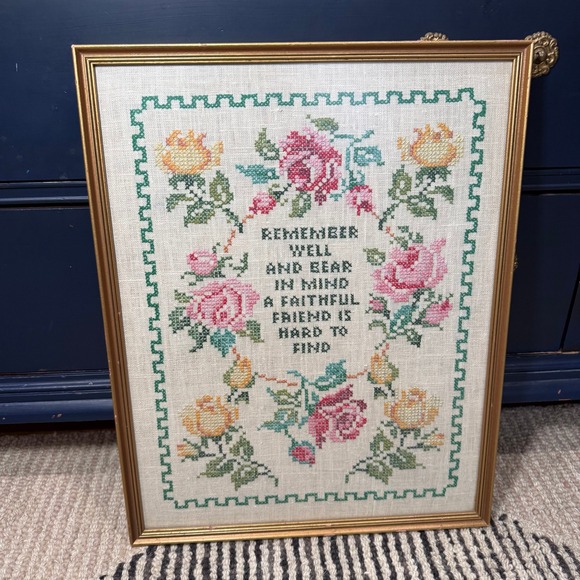 REMEMBER
WELL
AND BEAR
IN MIND
A FAITHFUL
FRIEND IS
HARD TO
FIND